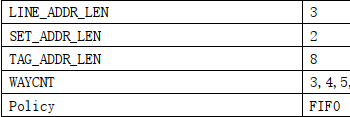 LINE_ADDR_LEN 3
SET_ADDR_LEN 2
TAG_ADDR_LEN 8
WAYCNT 3,4,5,
Policy FIFO